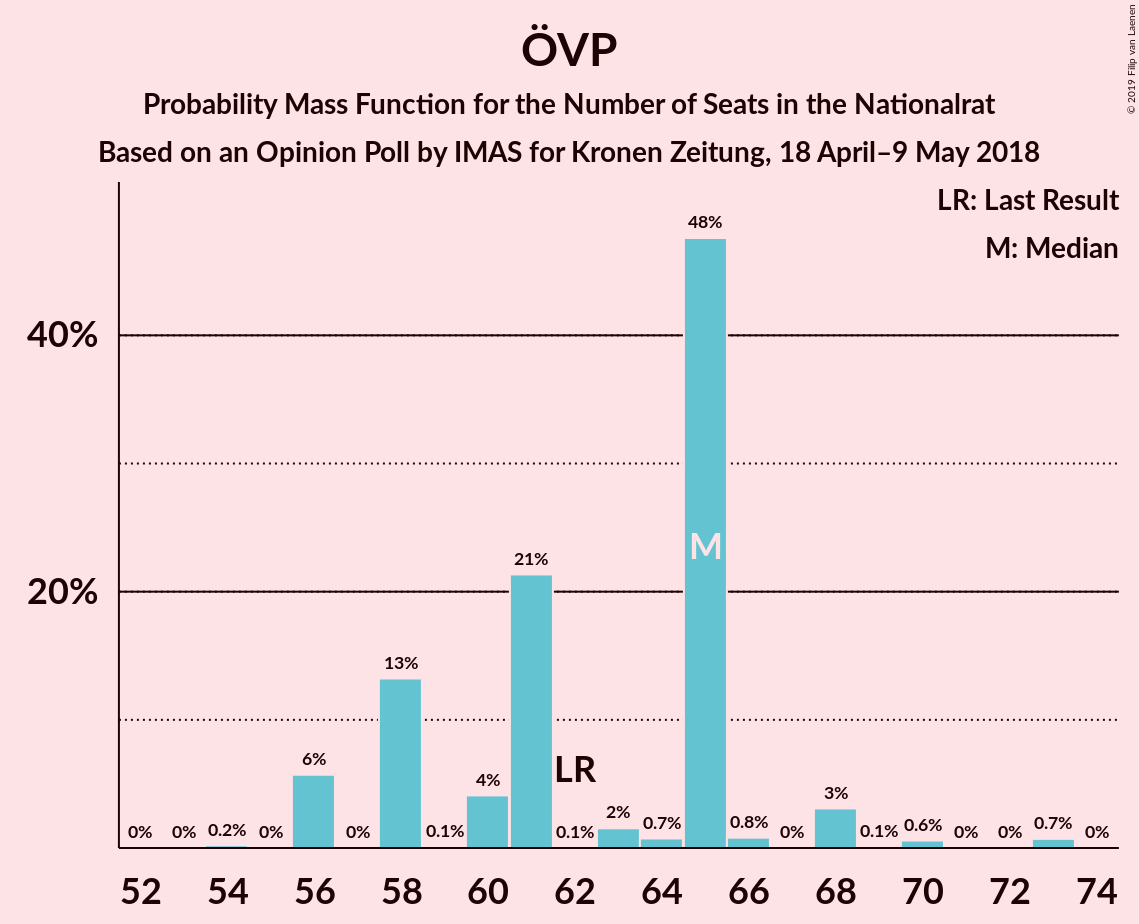 ÖVP
Probability Mass Function for the Number of Seats in the Nationalrat
Based on an Opinion Poll by IMAS for Kronen Zeitung, 18 April–9 May 2018
© 2019 Filip van Laenen
LR: Last Result
M: Median
40%
20%
0% 0% 0.2% 0% 6% 0% 13% 0.1% 4% 21% 0.1% 2% 0.7% 48% 0.8% 0% 3% 0.1% 0.6% 0% 0% 0.7% 0%
LR
M
52 54 56 58 60 62 64 66 68 70 72 74